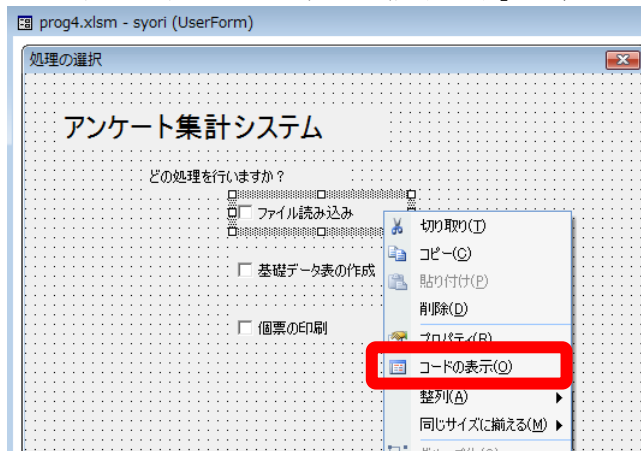 prog4.xlsm - syori (UserForm)
処理の選択
アンケート集計システム
どの処理を行いますか？
ファイル読み込み
基礎データ表の作成
個票の印刷
切り取り(T)
コピー(C)
貼り付け(P)
削除(D)
プロパティ(R)
コードの表示(O)
整列(A)
同じサイズに揃える(M)